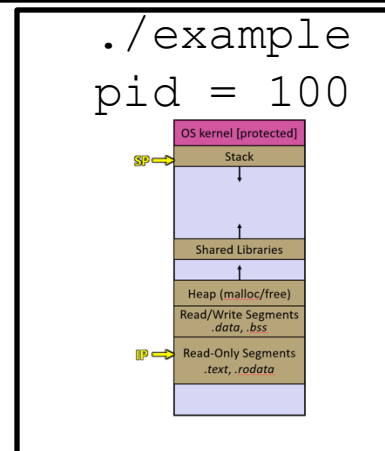 ./example
pid = 100
OS kernel [protected]
SP
Stack
Shared Libraries
Heap (malloc/free)
Read/Write Segments
.data, .bss
IP
Read-Only Segments
.text, .rodata